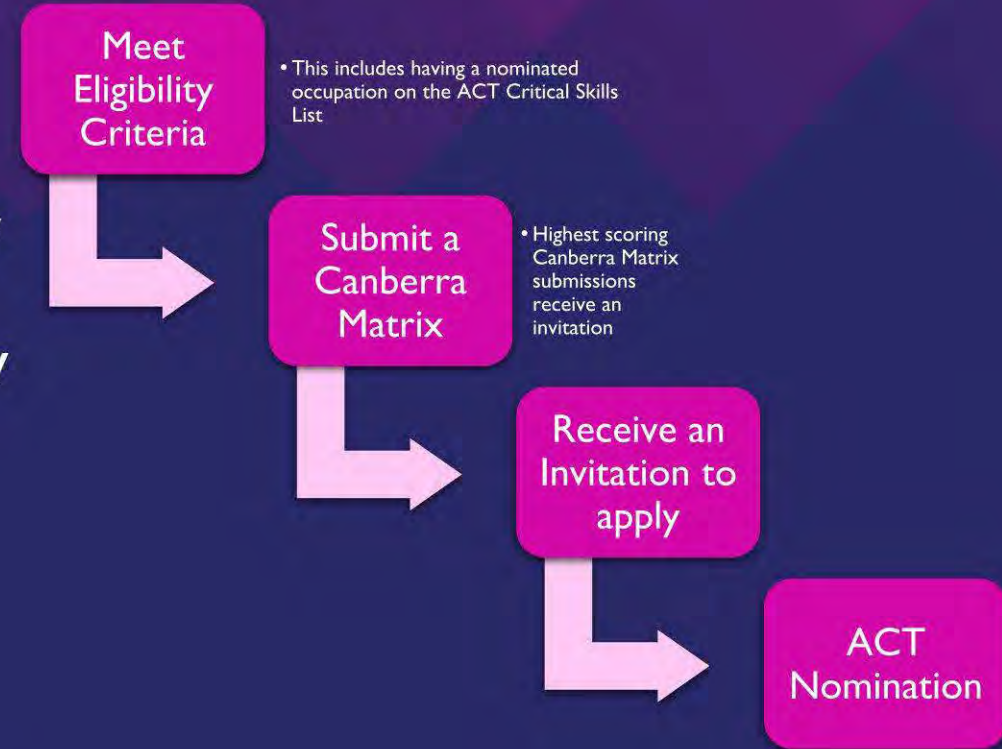 Meet
Eligibility
Criteria
• This includes having a nominated
occupation on the ACT Critical Skills
List
Submit a
Canberra
Matrix
• Highest scoring
Canberra Matrix
submissions
receive an
invitation
Receive an
Invitation to
apply
ACT
Nomination